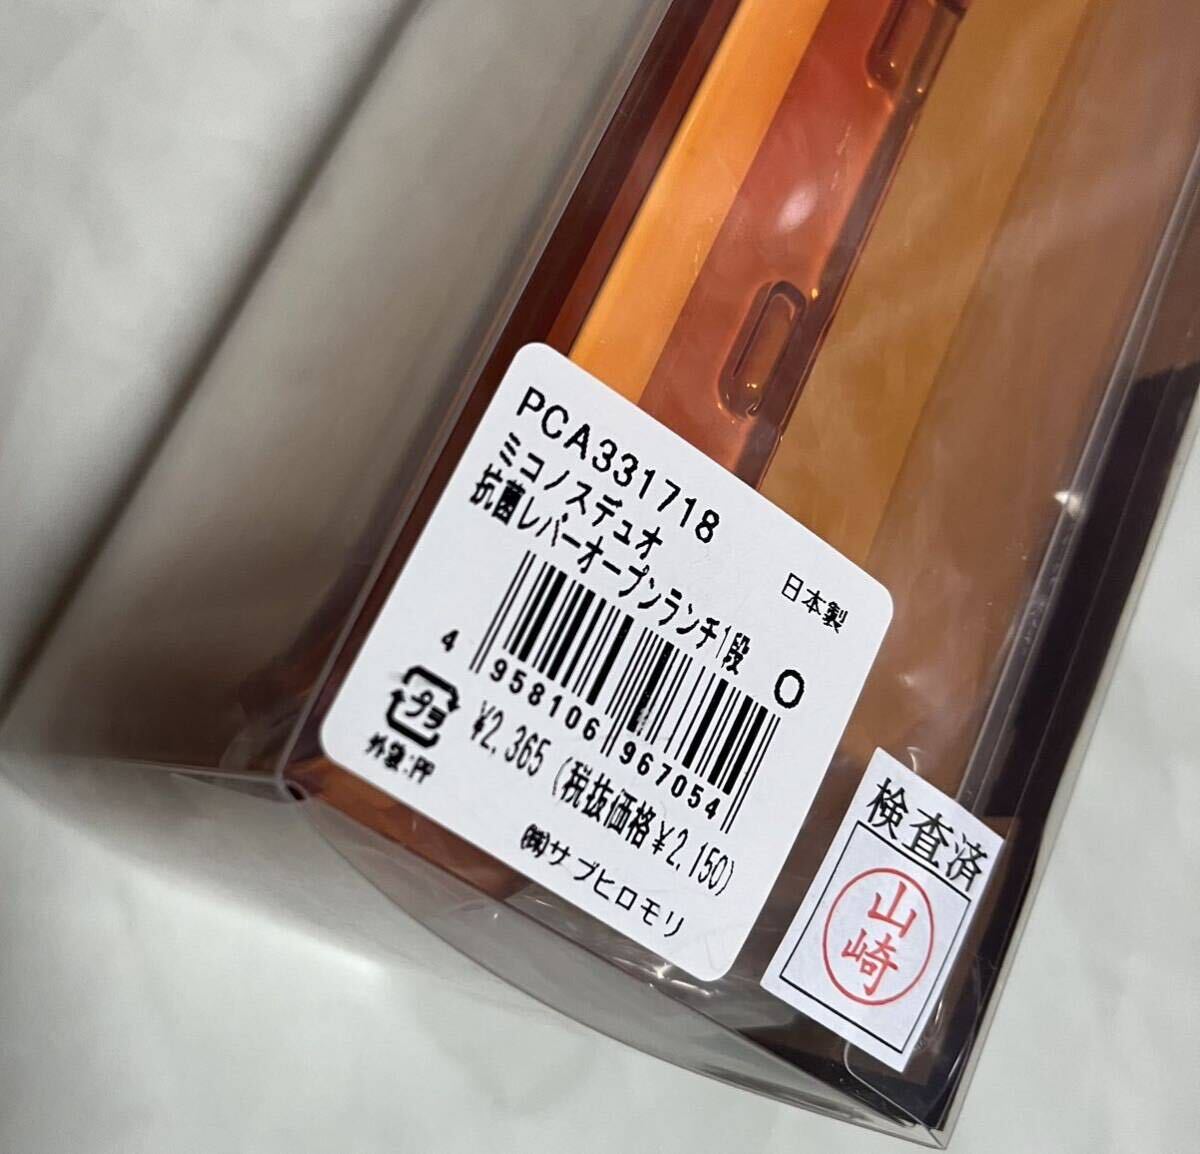 PCA331718
ミコノスデュオ
抗菌レバーオープンランチ1段
日本製
O
4 958106 967054
プラ
外袋:PP
¥2,365(税抜価格¥2,150)
㈱サブヒロモリ
検査済
山崎